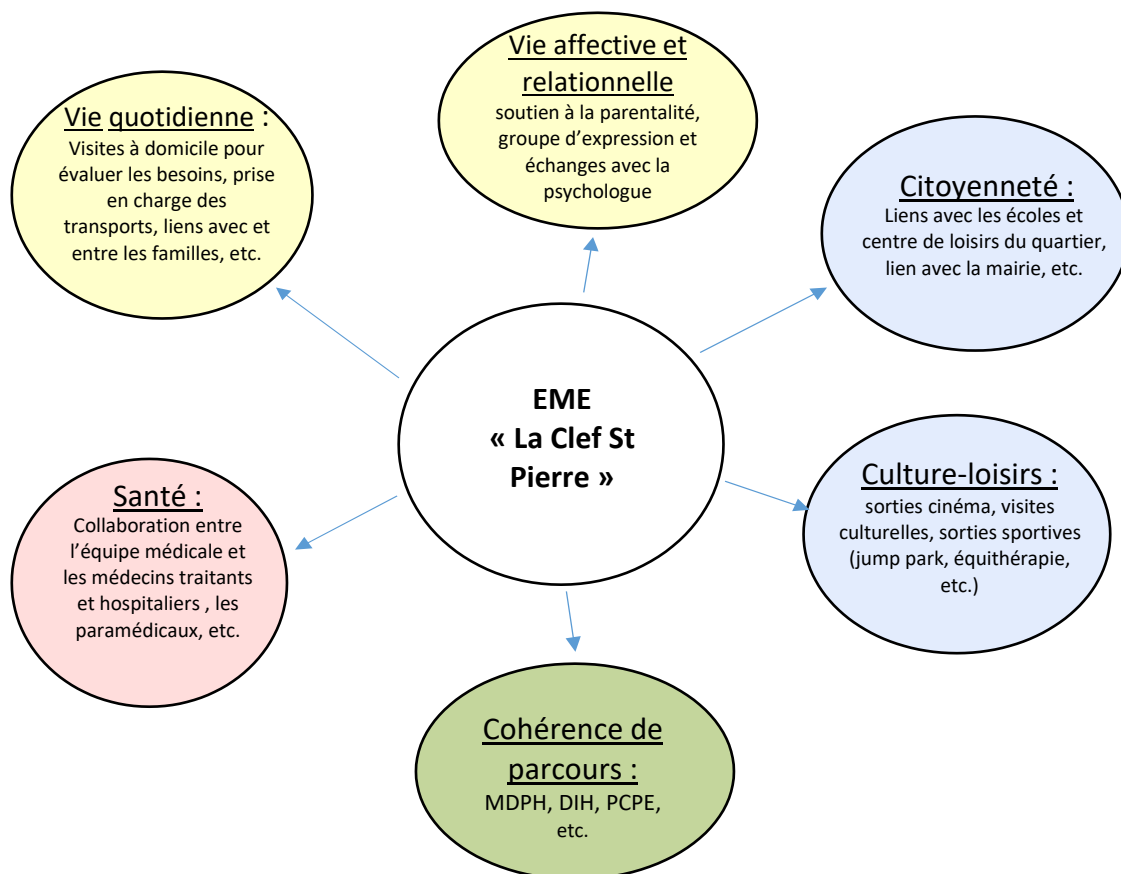 Vie affective et
relationnelle
soutien à la parentalité,
groupe d’expression et
échanges avec la
psychologue
Vie quotidienne :
Visites à domicile pour
évaluer les besoins, prise
en charge des
transports, liens avec et
entre les familles, etc.
Citoyenneté :
Liens avec les écoles et
centre de loisirs du quartier,
lien avec la mairie, etc.
EME
« La Clef St
Pierre »
Culture-loisirs :
sorties cinéma, visites
culturelles, sorties sportives
(jump park, équithérapie,
etc.)
Santé :
Collaboration entre
l’équipe médicale et
les médecins traitants
et hospitaliers , les
paramédicaux, etc.
Cohérence de
parcours :
MDPH, DIH, PCPE,
etc.